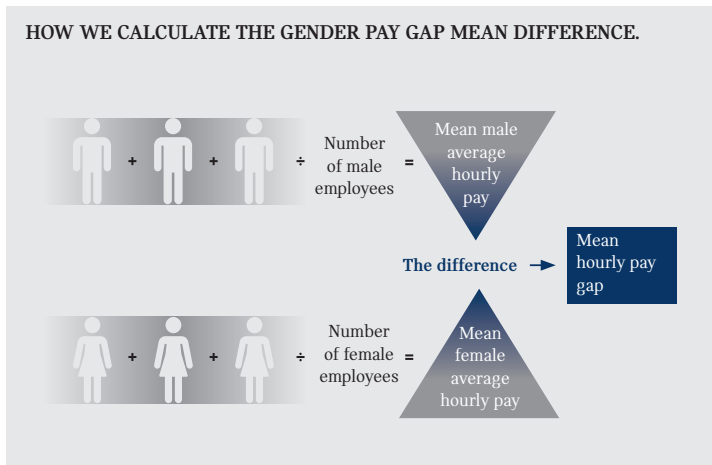 HOW WE CALCULATE THE GENDER PAY GAP MEAN DIFFERENCE.
+ + ÷
Number
of male
employees
=
Mean male
average
hourly
pay
The difference
Mean
hourly pay
gap
+ + ÷
Number
of female
employees
=
Mean
female
average
hourly pay